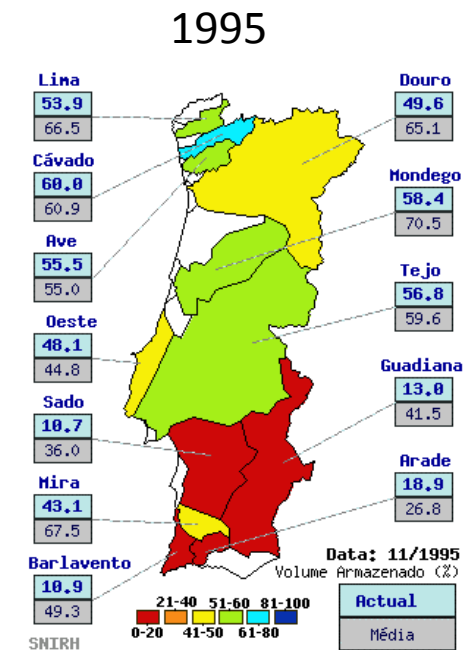 1995
Lima
53.9
66.5
Douro
49.6
65.1
Cávado
60.0
60.9
Mondego
58.4
70.5
Ave
55.5
55.0
Tejo
56.8
59.6
Oeste
48.1
44.8
Guadiana
13.0
41.5
Sado
10.7
36.0
Arade
18.9
26.8
Mira
43.1
67.5
Barlavento
10.9
49.3
Data: 11/1995
Volume Armazenado (%)
21-40 51-60 81-100
0-20 41-50 61-80
Actual
Média
SNIRH